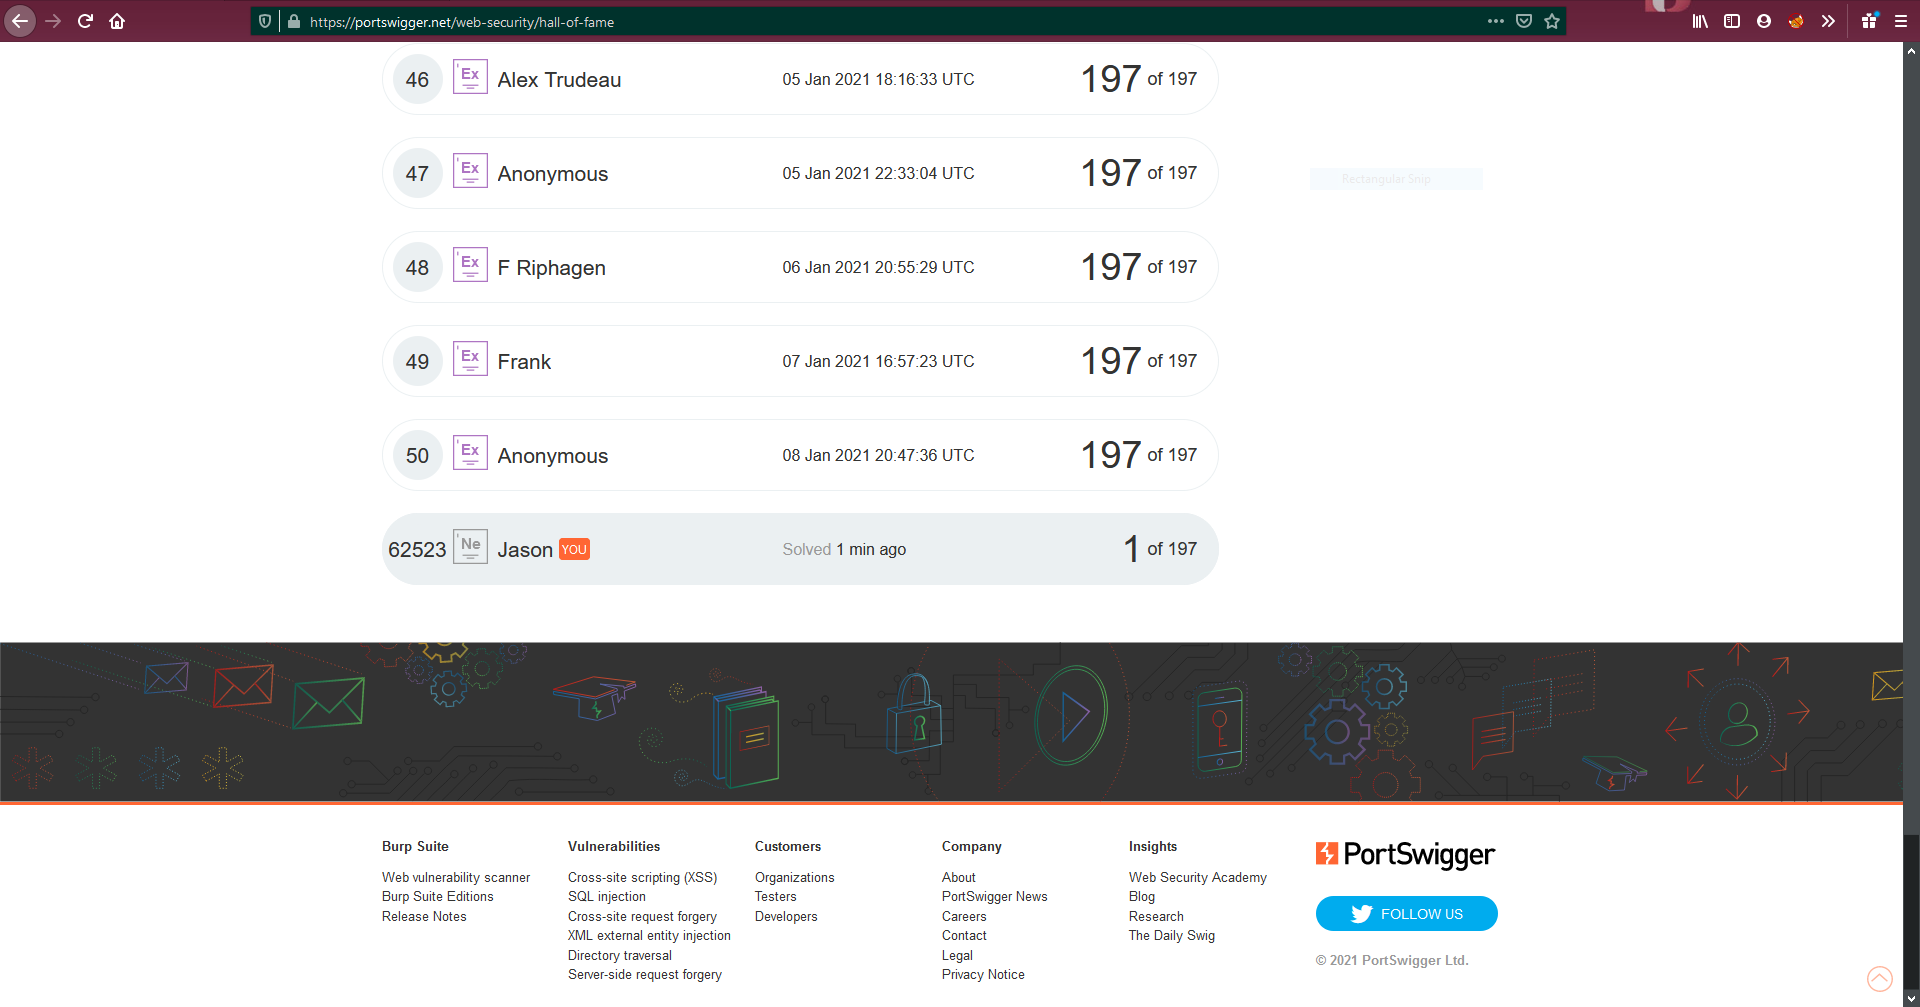 https://portswigger.net/web-security/hall-of-fame
46 Ex Alex Trudeau 05 Jan 2021 18:16:33 UTC 197 of 197
47 Ex Anonymous 05 Jan 2021 22:33:04 UTC 197 of 197
Rectangular Snip
48 Ex F Riphagen 06 Jan 2021 20:55:29 UTC 197 of 197
49 Ex Frank 07 Jan 2021 16:57:23 UTC 197 of 197
50 Ex Anonymous 08 Jan 2021 20:47:36 UTC 197 of 197
62523 Ne Jason YOU Solved 1 min ago 1 of 197
Burp Suite
Web vulnerability scanner
Burp Suite Editions
Release Notes
Vulnerabilities
Cross-site scripting (XSS)
SQL injection
Cross-site request forgery
XML external entity injection
Directory traversal
Server-side request forgery
Customers
Organizations
Testers
Developers
Company
About
PortSwigger News
Careers
Contact
Legal
Privacy Notice
Insights
Web Security Academy
Blog
Research
The Daily Swig
PortSwigger
FOLLOW US
© 2021 PortSwigger Ltd.